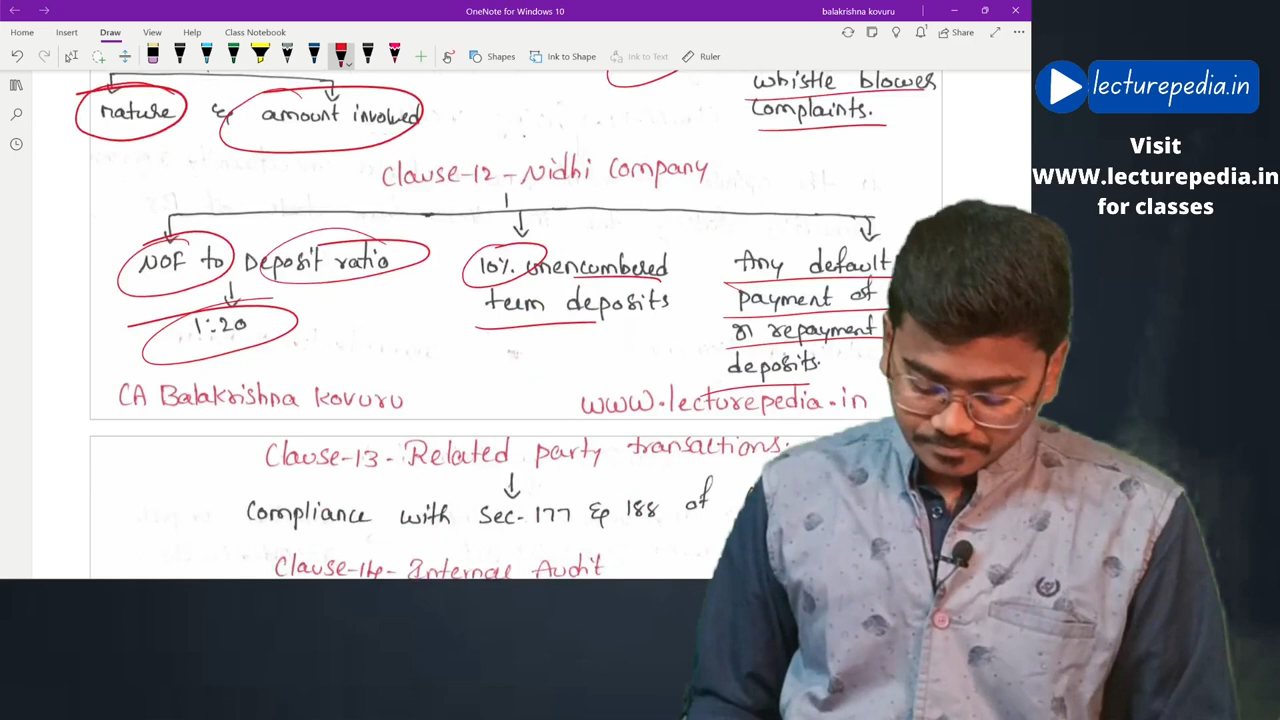 OneNote for Windows 10
balakrishna kovuru
Home Insert Draw View Help Class Notebook
Share
Shapes Ink to Shape Ink to Text Ruler
nature & amount involved
whistle blower
complaints.
Clause-12 - Nidhi Company
NOF to Deposit ratio
1:20
10% unencumbered
term deposits
Any default
payment of
or repayment
deposits.
CA Balakrishna Kovuru
www.lecturepedia.in
Clause-13 - Related party transactions.
Compliance with Sec-177 & 188 of
Clause-14 - Internal Audit
lecturepedia.in
Visit
WWW.lecturepedia.in
for classes